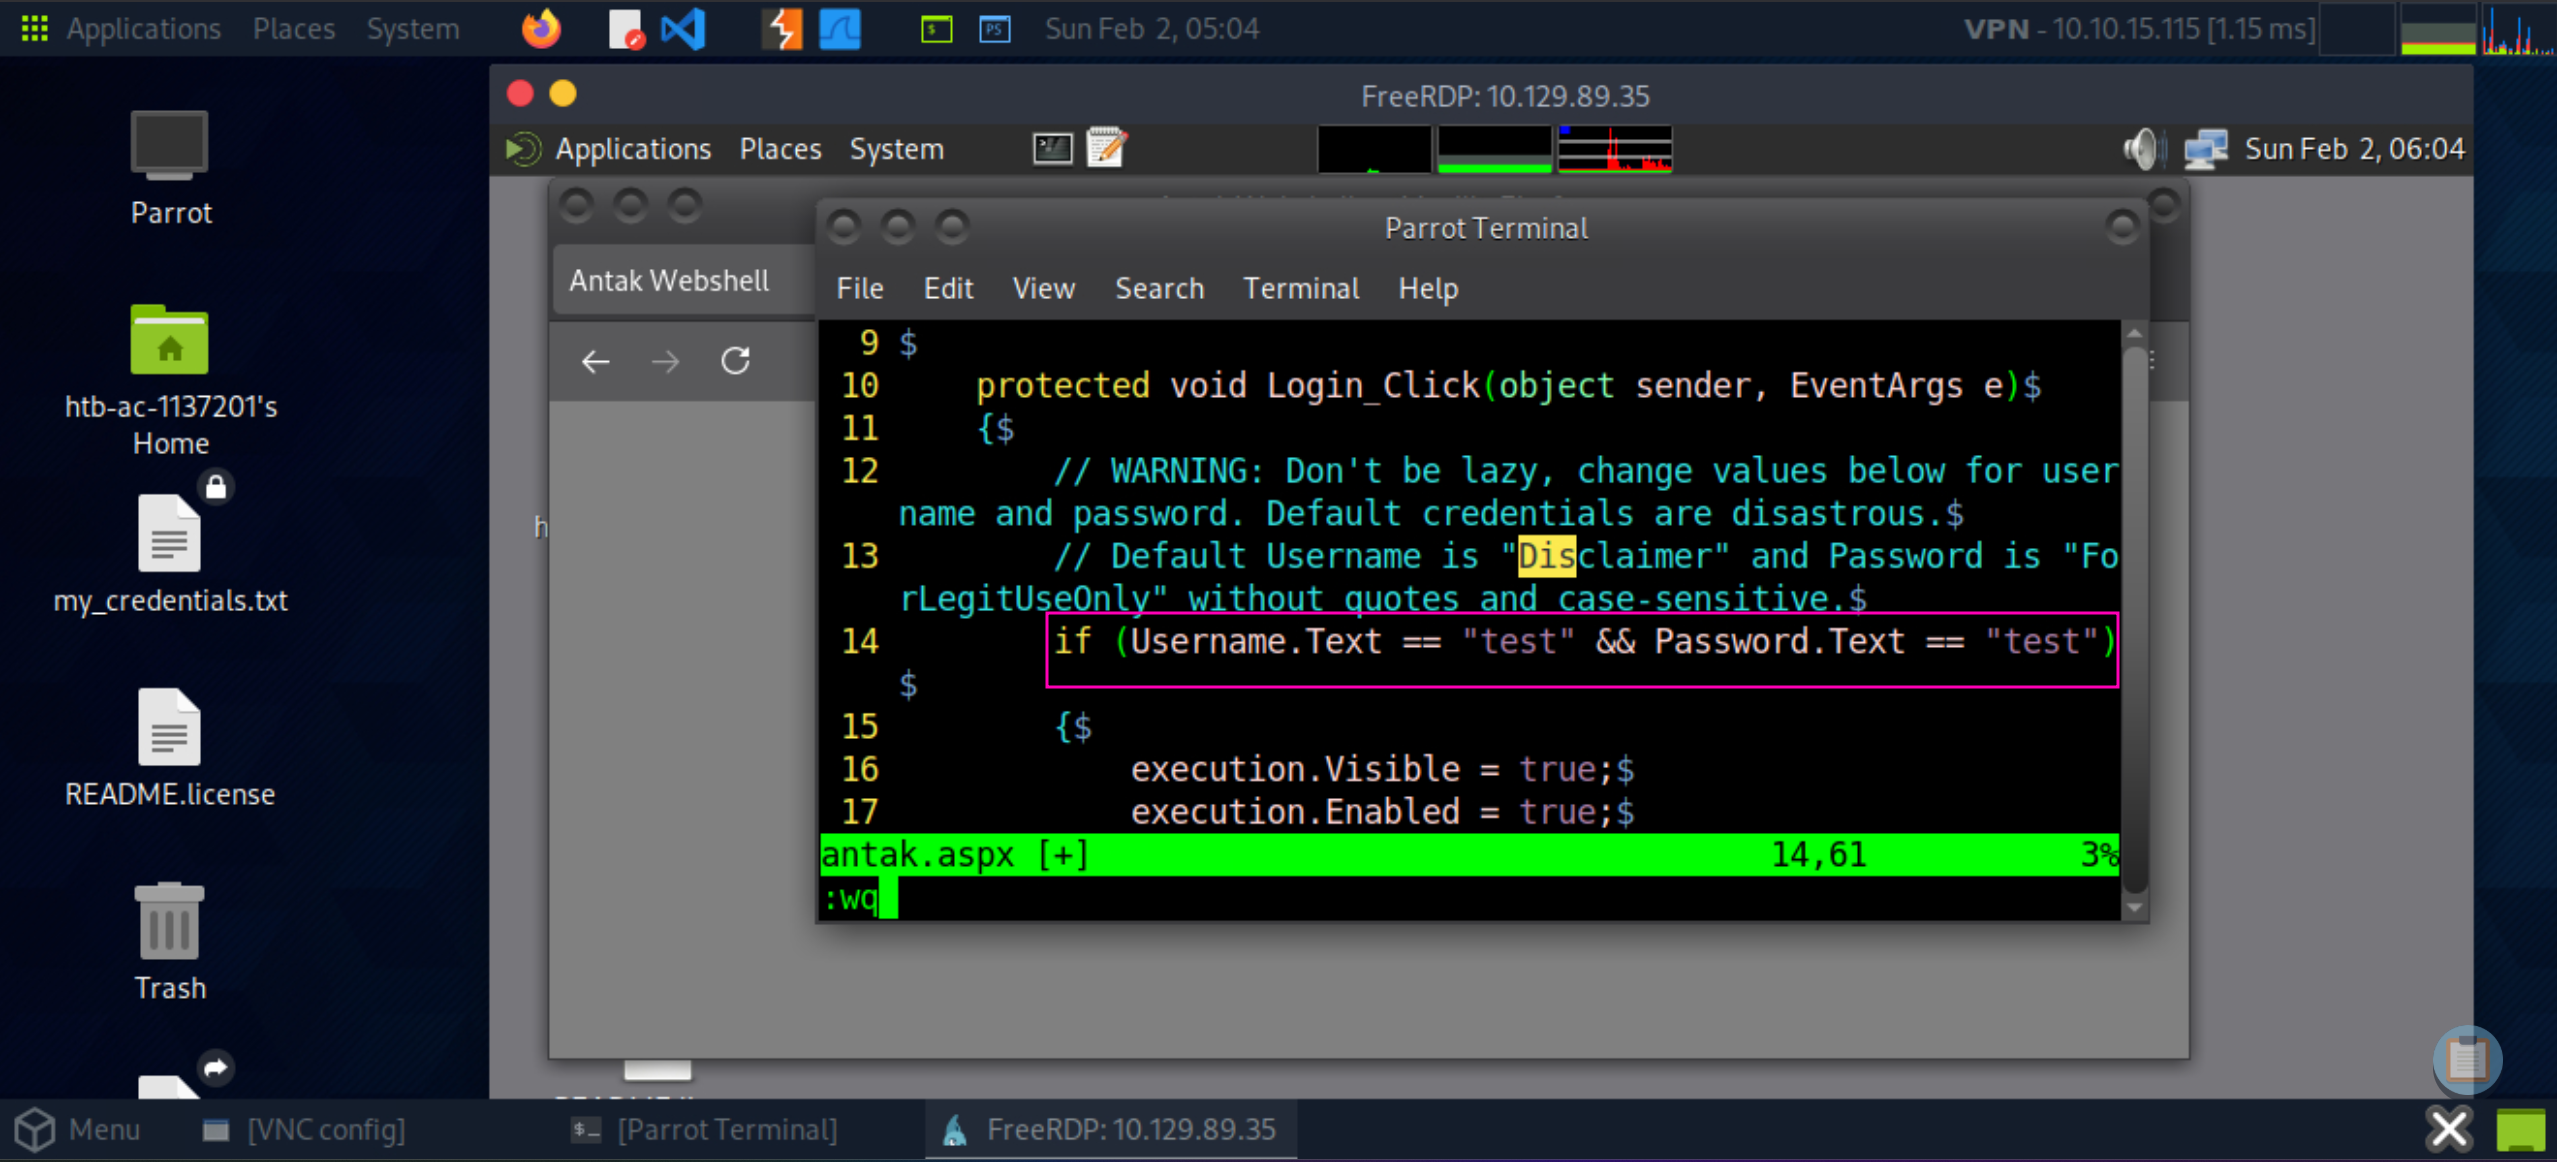 Applications Places System
$
PS
Sun Feb 2, 05:04
VPN - 10.10.15.115 [1.15 ms]
Parrot
htb-ac-1137201's
Home
my_credentials.txt
README.license
Trash
FreeRDP: 10.129.89.35
Applications Places System
Sun Feb 2, 06:04
h
Antak Webshell
Parrot Terminal
File Edit View Search Terminal Help
9 $
10     protected void Login_Click(object sender, EventArgs e)$
11     {$
12         // WARNING: Don't be lazy, change values below for user
name and password. Default credentials are disastrous.$
13         // Default Username is "Disclaimer" and Password is "Fo
rLegitUseOnly" without quotes and case-sensitive.$
14         if (Username.Text == "test" && Password.Text == "test")
$
15         {$
16             execution.Visible = true;$
17             execution.Enabled = true;$
antak.aspx [+] 14,61 3%
:wq
Menu [VNC config] [Parrot Terminal] FreeRDP: 10.129.89.35